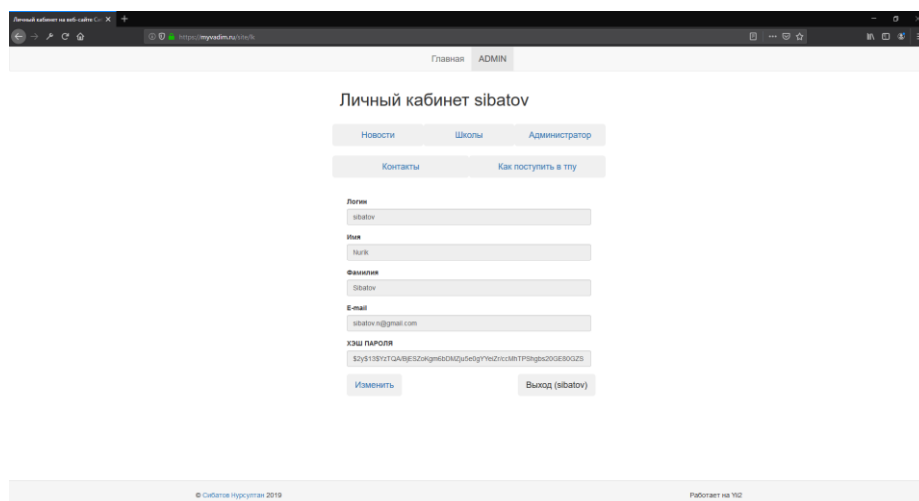 Личный кабинет на веб-сайте
https://myvadim.ru/site/lk
Главная ADMIN
Личный кабинет sibatov
Новости Школы Администратор
Контакты Как поступить в тпу
Логин
sibatov
Имя
Nurik
Фамилия
Sibatov
E-mail
sibatov.n@gmail.com
ХЭШ ПАРОЛЯ
Изменить Выход (sibatov)
© Сибатов Нурсултан 2019 Работает на Yii2